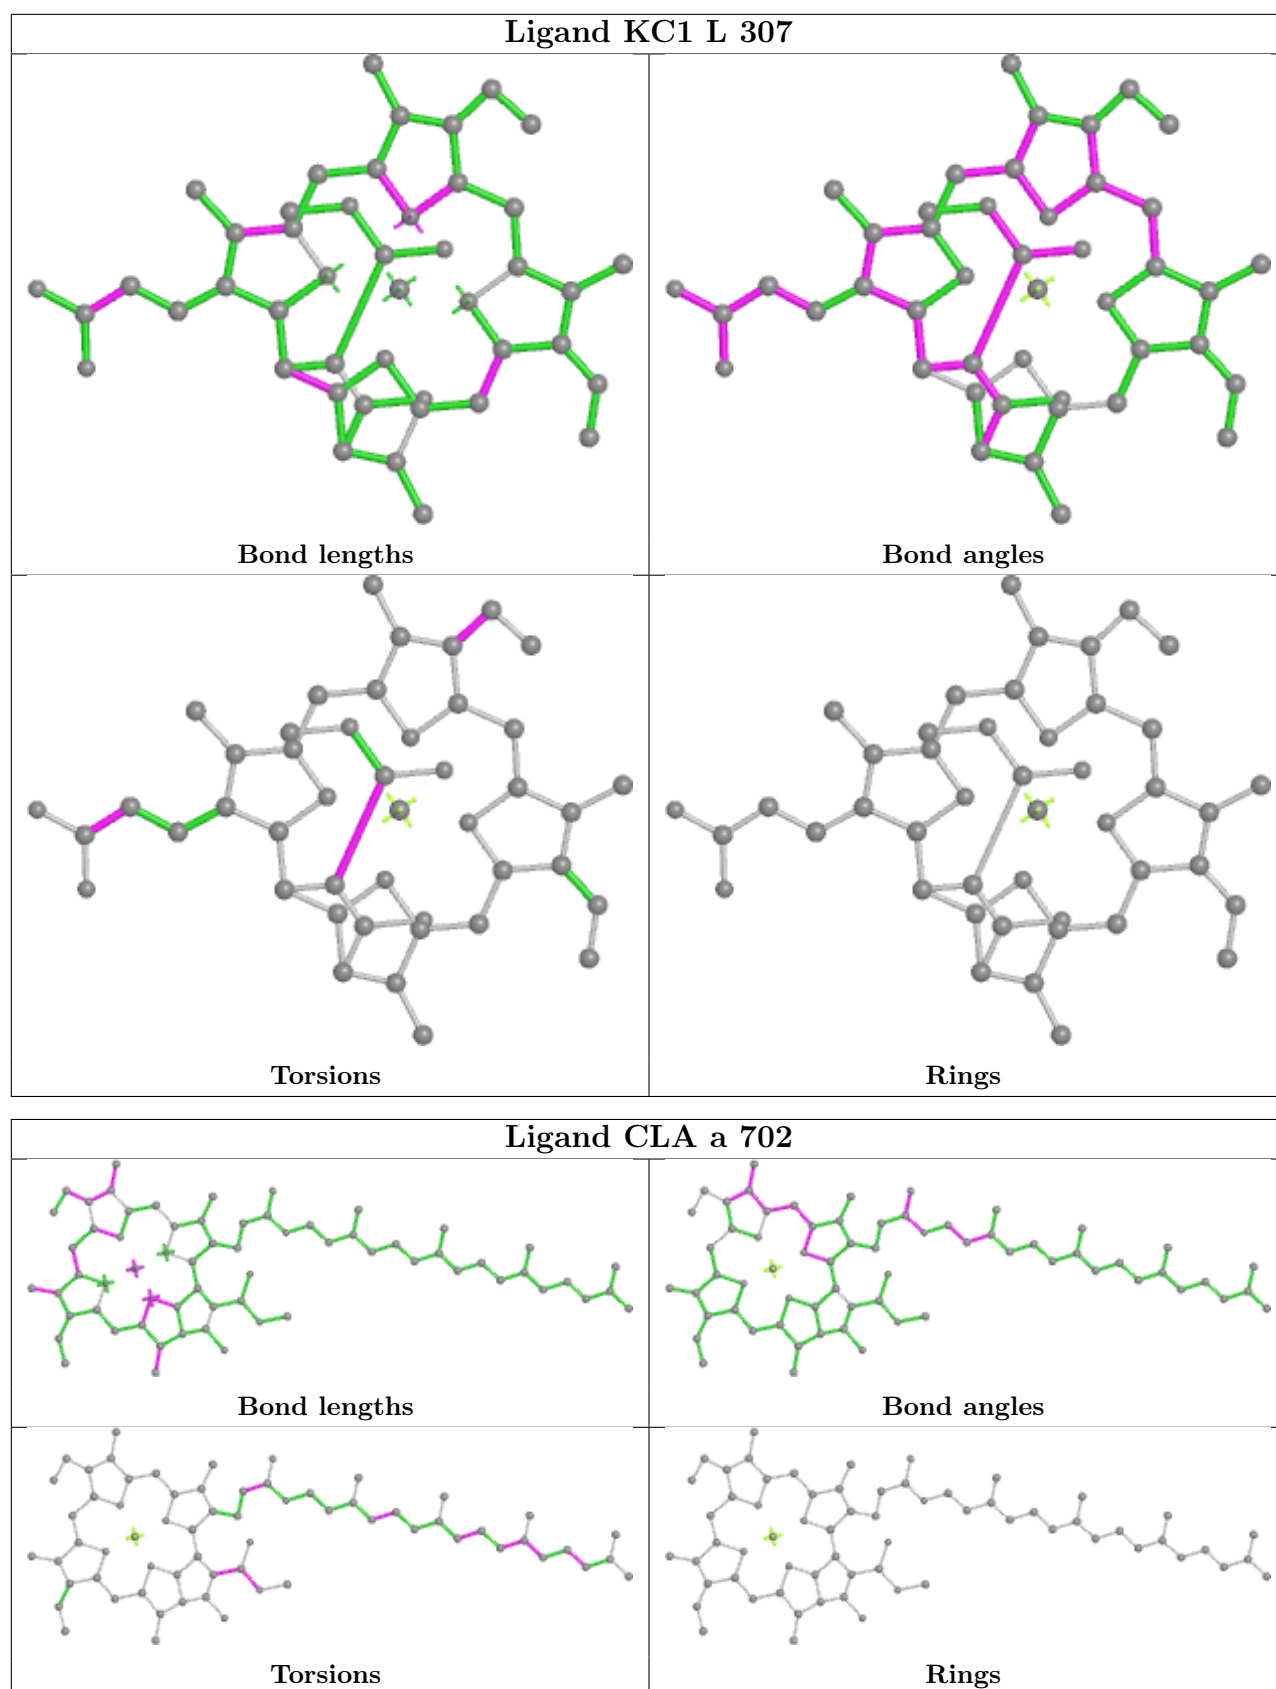 Ligand KC1 L 307
Bond lengths
Bond angles
Torsions
Rings
Ligand CLA a 702
Bond lengths
Bond angles
Torsions
Rings